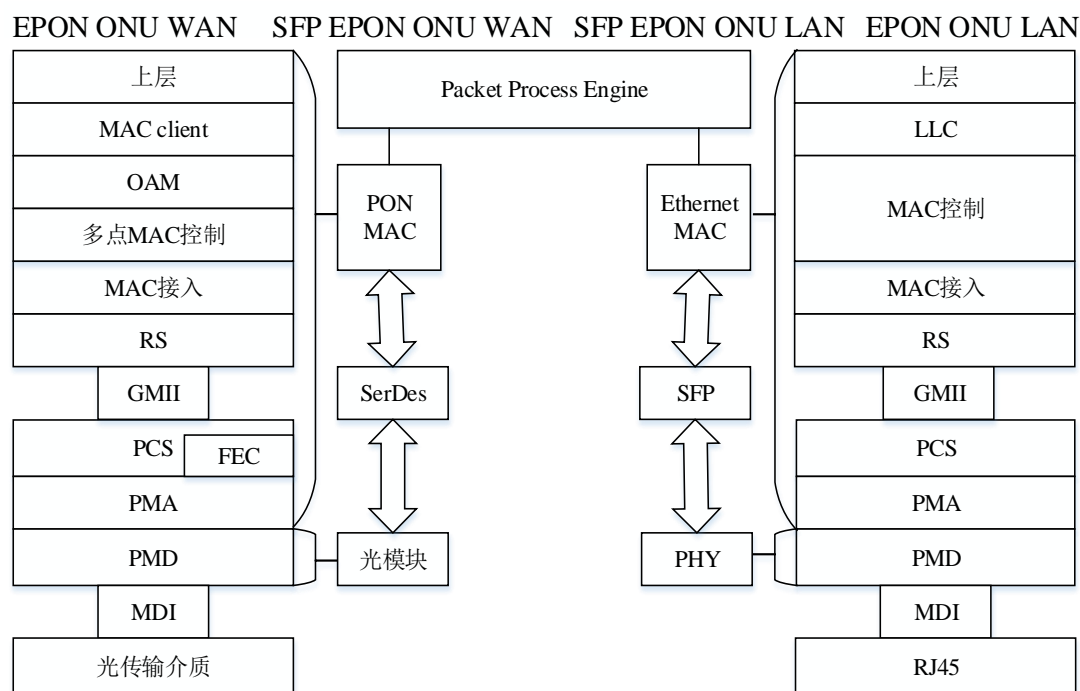 EPON ONU WAN
SFP EPON ONU WAN
SFP EPON ONU LAN
EPON ONU LAN
上层
MAC client
OAM
多点MAC控制
MAC接入
RS
GMII
PCS
FEC
PMA
PMD
MDI
光传输介质
Packet Process Engine
PON
MAC
SerDes
光模块
Ethernet
MAC
SFP
PHY
上层
LLC
MAC控制
MAC接入
RS
GMII
PCS
PMA
PMD
MDI
RJ45